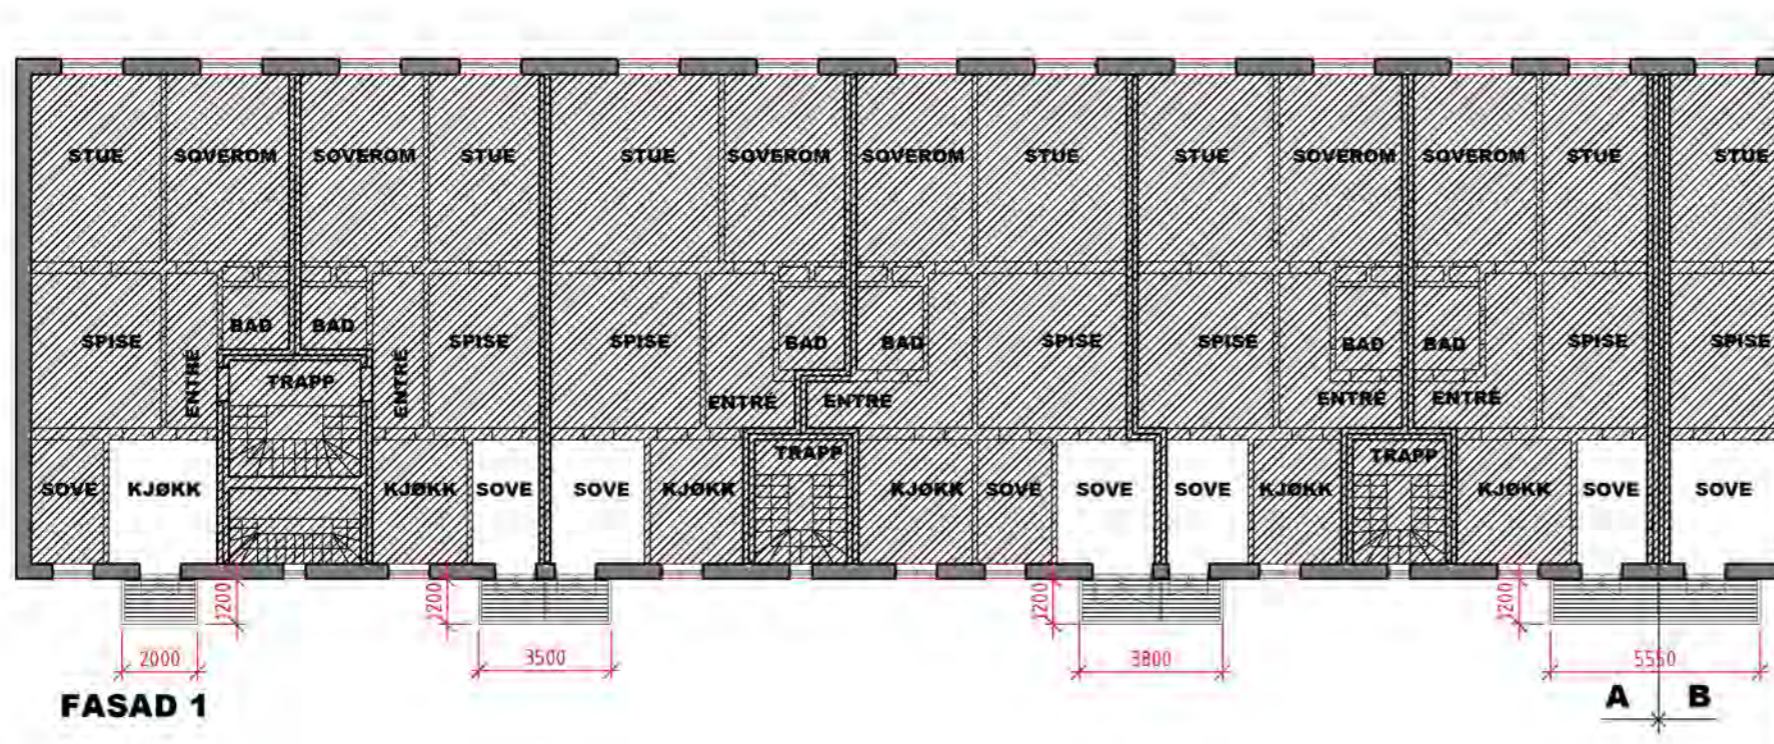 STUE SOVEROM SOVEROM STUE STUE SOVEROM SOVEROM STUE STUE SOVEROM SOVEROM STUE STUE
BAD BAD
SPISE SPISE SPISE BAD BAD SPISE SPISE BAD BAD SPISE SPISE
ENTRE TRAPP ENTRE
ENTRE ENTRE ENTRE ENTRE
TRAPP TRAPP
SOVE KJØKK KJØKK SOVE SOVE KJØKK KJØKK SOVE SOVE SOVE KJØKK KJØKK SOVE SOVE
1200 1200 1200 1200
2000 3500 3800 5550
FASAD 1 A B